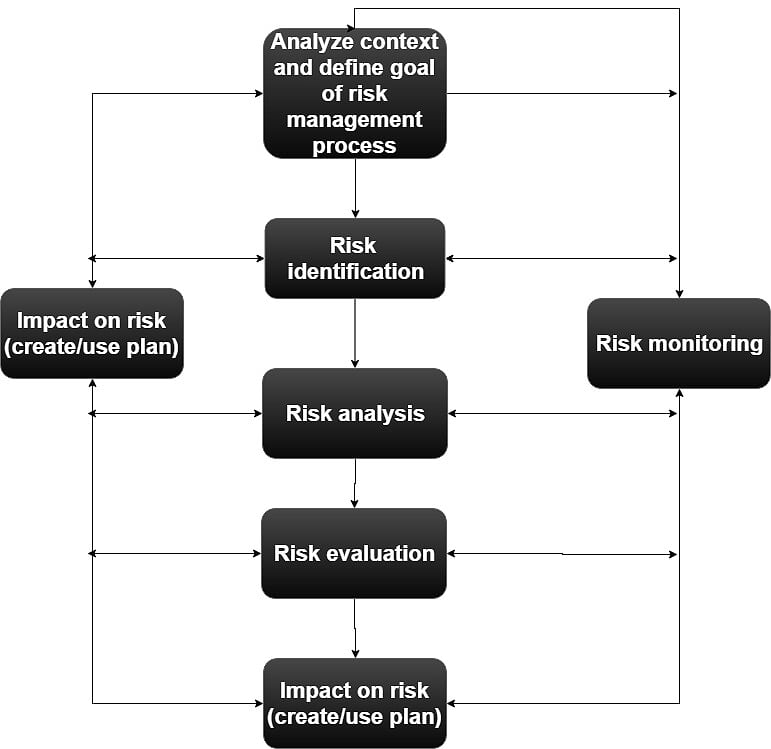 Analyze context
and define goal
of risk
management
process
Risk
identification
Impact on risk
(create/use plan)
Risk monitoring
Risk analysis
Risk evaluation
Impact on risk
(create/use plan)